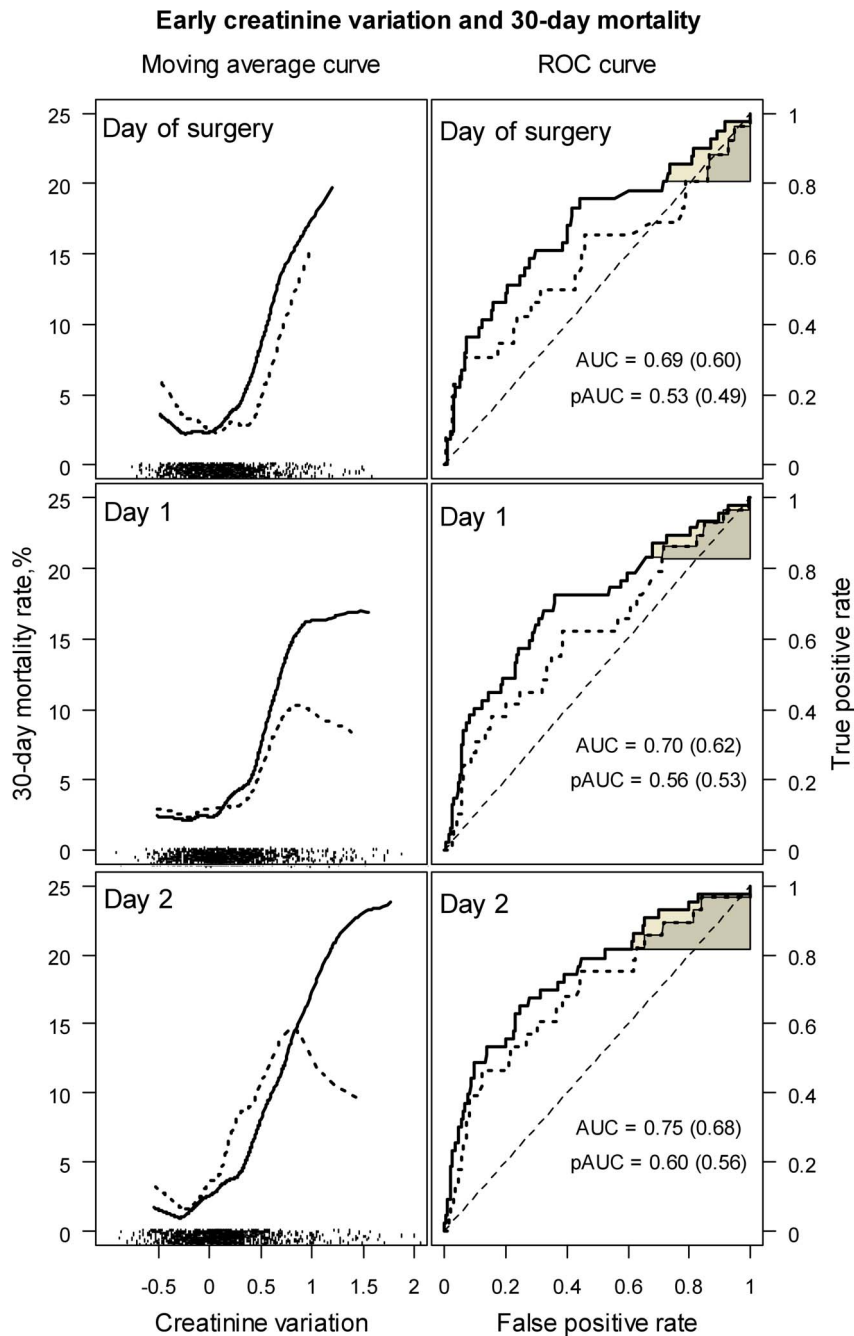 Early creatinine variation and 30-day mortality
Moving average curve
ROC curve
Day of surgery
25
20
15
10
5
0
Day of surgery
1
0.8
0.6
0.4
0.2
0
AUC = 0.69 (0.60)
pAUC = 0.53 (0.49)
30-day mortality rate,%
Day 1
25
20
15
10
5
0
Day 1
1
0.8
0.6
0.4
0.2
0
AUC = 0.70 (0.62)
pAUC = 0.56 (0.53)
True positive rate
Day 2
25
20
15
10
5
0
Day 2
1
0.8
0.6
0.4
0.2
0
AUC = 0.75 (0.68)
pAUC = 0.60 (0.56)
-0.5 0 0.5 1 1.5 2
0 0.2 0.4 0.6 0.8 1
Creatinine variation
False positive rate